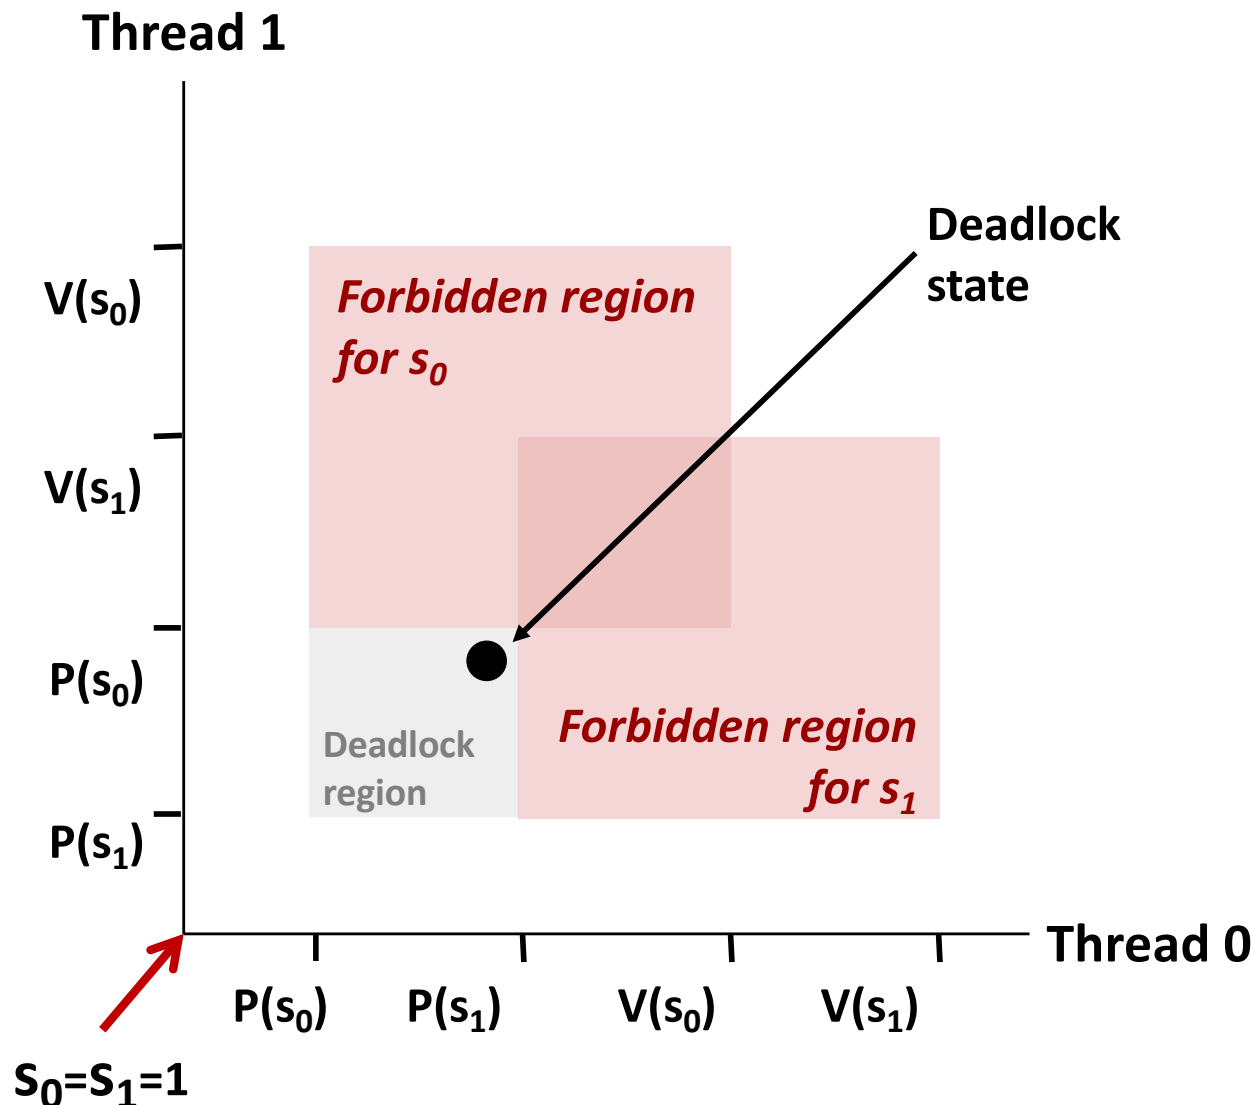 Thread 1
Deadlock
state
V(s₀)
Forbidden region
for s₀
V(s₁)
P(s₀)
Forbidden region
for s₁
Deadlock
region
P(s₁)
Thread 0
P(s₀) P(s₁) V(s₀) V(s₁)
s₀=s₁=1